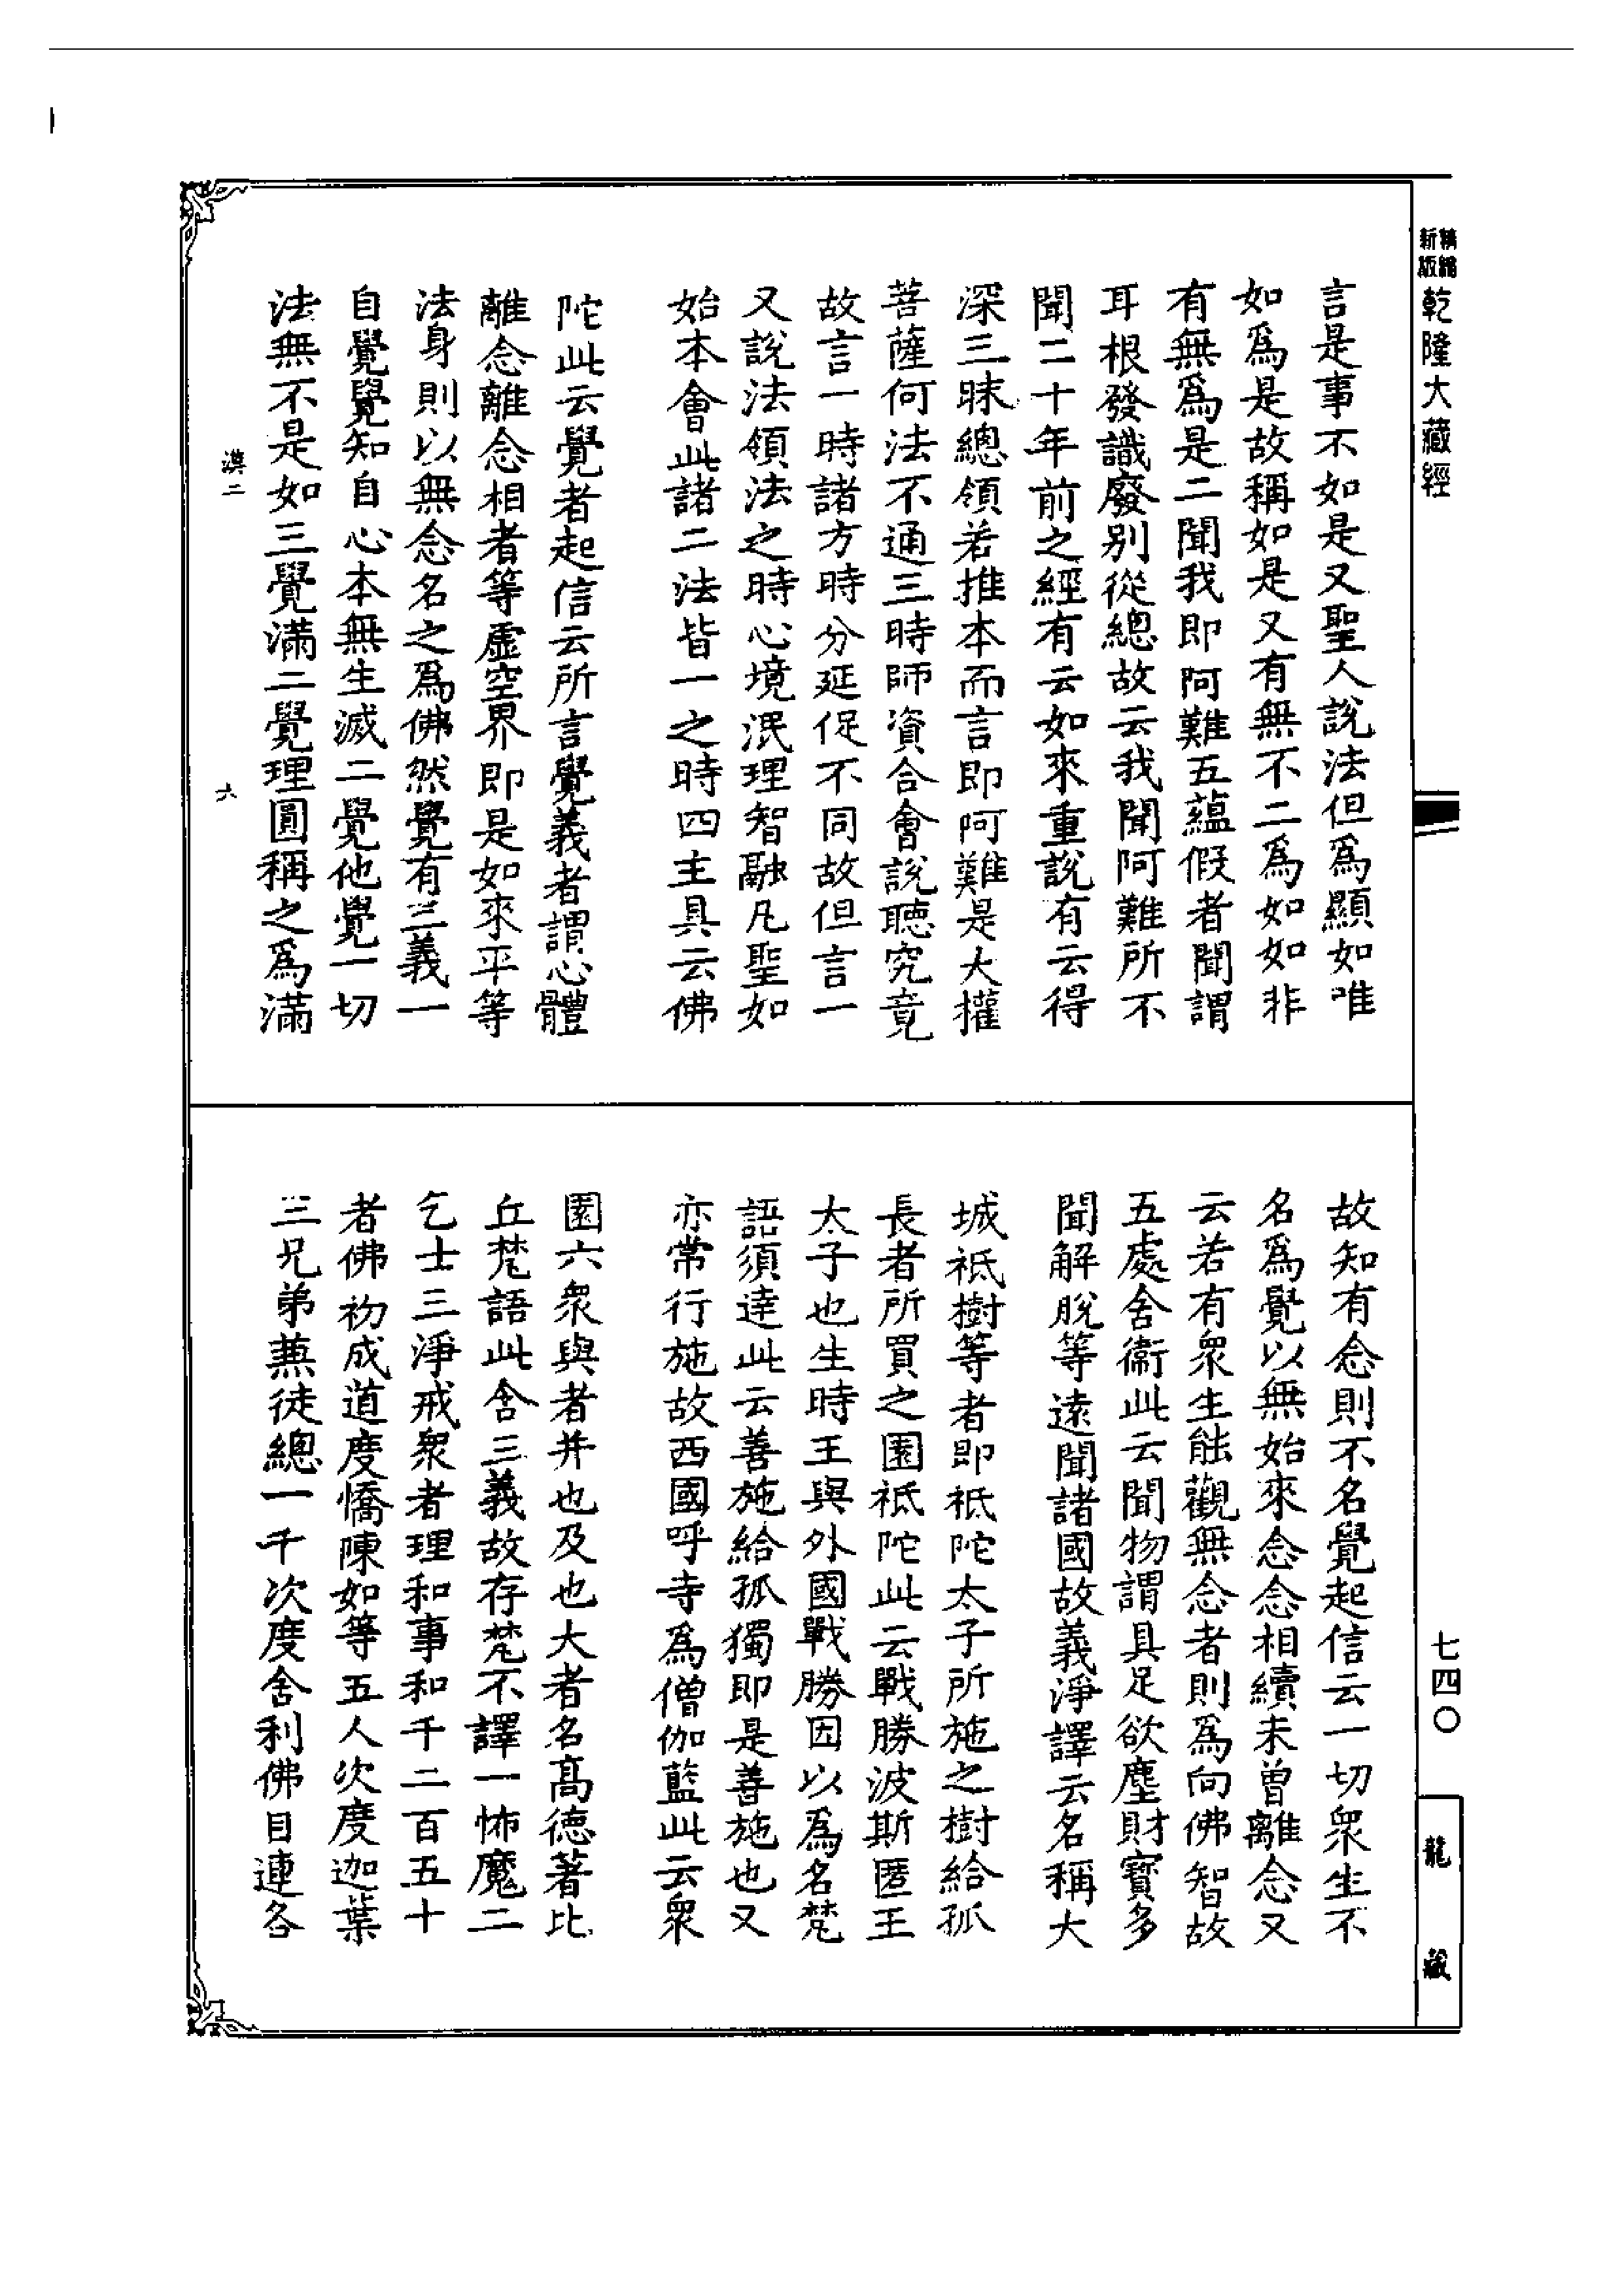 精縮新版
乾隆大藏經
言是事不如是又聖人說法但為顯如唯
如為是故稱如是又有無不二為如如非
有無為是二聞我即阿難五蘊假者聞謂
耳根發識廢別從總故云我聞阿難所不
聞二十年前之經有云如來重說有云得
深三昧總領若推本而言即阿難是大權
菩薩何法不通三時師資合會說聽究竟
故言一時諸方時分延促不同故但言一
又說法領法之時心境泯理智融凡聖如
始本會此諸二法皆一之時四主具云佛
陀此云覺者起信云所言覺義者謂心體
離念離念相者等虛空界即是如來平等
法身則以無念名之為佛然覺有三義一
自覺覺知自心本無生滅二覺他覺一切
法無不是如三覺滿二覺理圓稱之為滿
漠二
六
故知有念則不名覺起信云一切眾生不
名為覺以無始來念念相續未曾離念又
云若有眾生能觀無念者則為向佛智故
五處舍衛此云聞物謂具足欲塵財寶多
聞解脫等遠聞諸國故義淨譯云名稱大
城祇樹等者即祇陀太子所施之樹給孤
長者所買之園祇陀此云戰勝波斯匿王
太子也生時王與外國戰勝因以為名梵
語須達此云善施給孤獨即是善施也又
亦常行施故西國呼寺為僧伽藍此云眾
園六眾與者并也及也大者名高德著比
丘梵語此含三義故存梵不譯一怖魔二
乞士三淨戒眾者理和事和千二百五十
者佛初成道度憍陳如等五人次度迦葉
三兄弟兼徒總一千次度舍利佛目連各
七四〇
龍藏